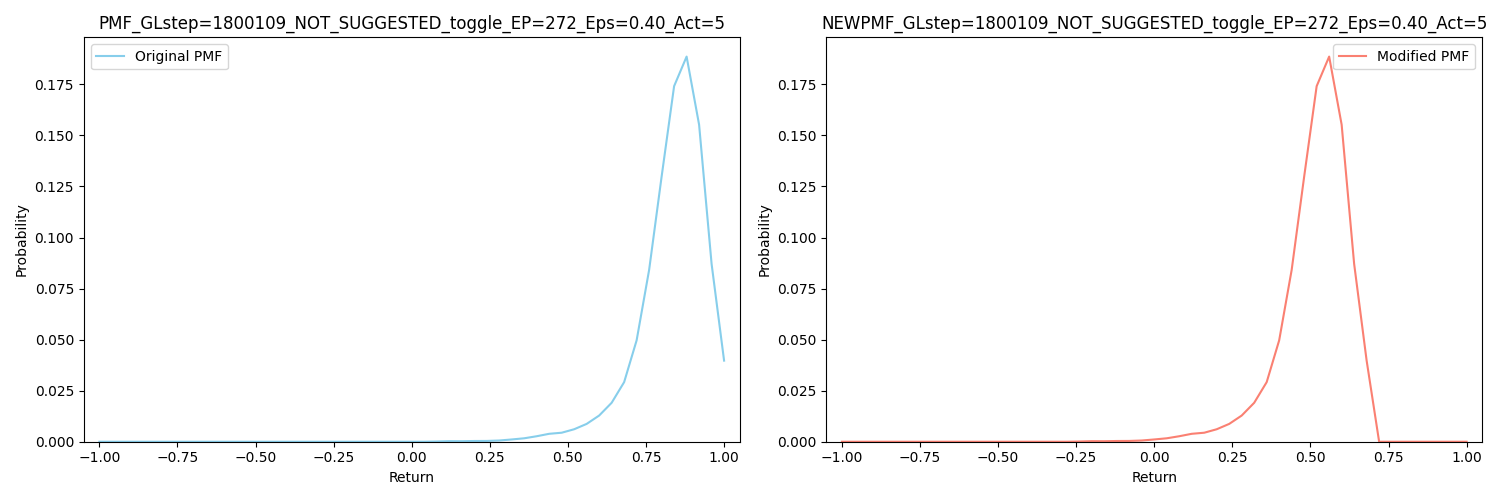 PMF_GLstep=1800109_NOT_SUGGESTED_toggle_EP=272_Eps=0.40_Act=5
Original PMF
Probability
0.175
0.150
0.125
0.100
0.075
0.050
0.025
0.000
−1.00 −0.75 −0.50 −0.25 0.00 0.25 0.50 0.75 1.00
Return
NEWPMF_GLstep=1800109_NOT_SUGGESTED_toggle_EP=272_Eps=0.40_Act=5
Modified PMF
Probability
0.175
0.150
0.125
0.100
0.075
0.050
0.025
0.000
−1.00 −0.75 −0.50 −0.25 0.00 0.25 0.50 0.75 1.00
Return